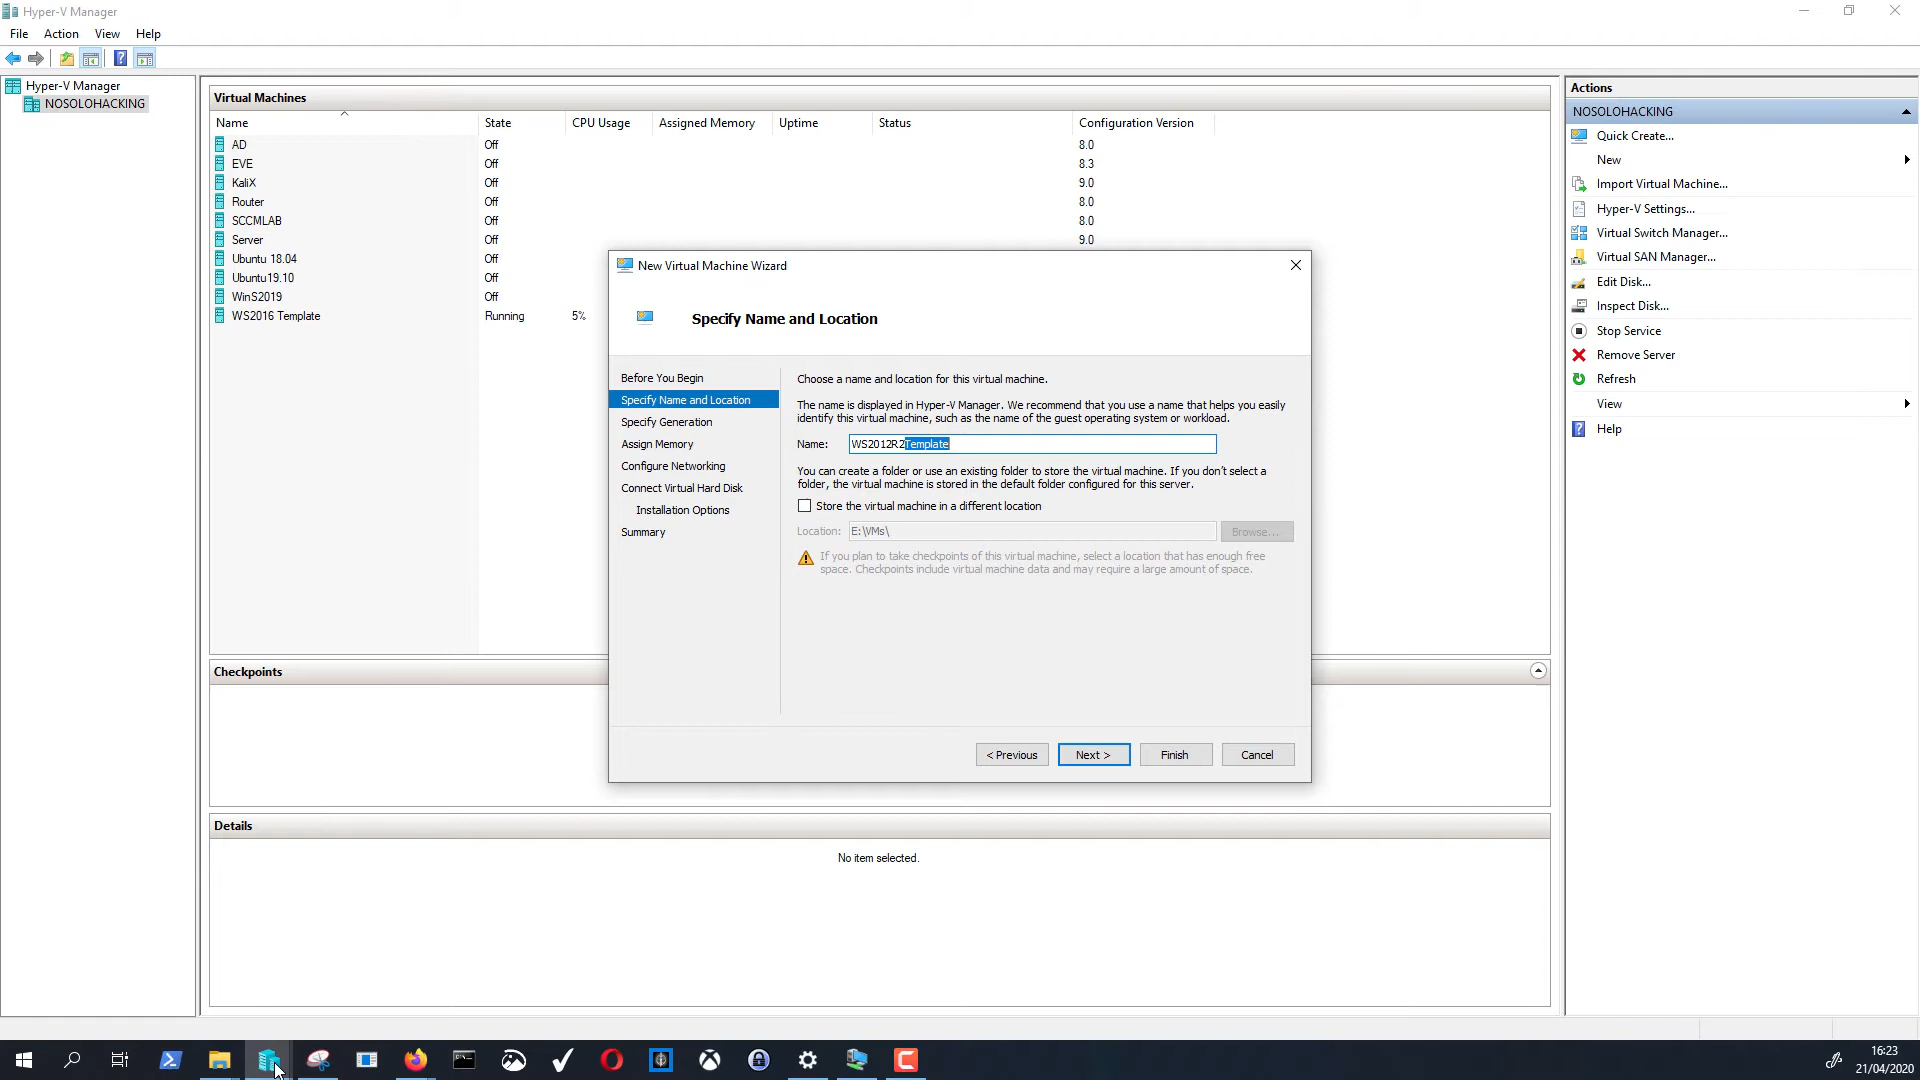 Hyper-V Manager
File Action View Help
Hyper-V Manager
NOSOLOHACKING
Virtual Machines
Name State CPU Usage Assigned Memory Uptime Status Configuration Version
AD Off 8.0
EVE Off 8.3
KaliX Off 9.0
Router Off 8.0
SCCMLAB Off 8.0
Server Off 9.0
Ubuntu 18.04 Off
Ubuntu19.10 Off
WinS2019 Off
WS2016 Template Running 5%
New Virtual Machine Wizard
Specify Name and Location
Before You Begin
Specify Name and Location
Specify Generation
Assign Memory
Configure Networking
Connect Virtual Hard Disk
Installation Options
Summary
Choose a name and location for this virtual machine.
The name is displayed in Hyper-V Manager. We recommend that you use a name that helps you easily
identify this virtual machine, such as the name of the guest operating system or workload.
Name: WS2012R2Template
You can create a folder or use an existing folder to store the virtual machine. If you don't select a
folder, the virtual machine is stored in the default folder configured for this server.
Store the virtual machine in a different location
Location: E:\VMs\ Browse...
If you plan to take checkpoints of this virtual machine, select a location that has enough free
space. Checkpoints include virtual machine data and may require a large amount of space.
< Previous Next > Finish Cancel
Checkpoints
Details
No item selected.
Actions
NOSOLOHACKING
Quick Create...
New
Import Virtual Machine...
Hyper-V Settings...
Virtual Switch Manager...
Virtual SAN Manager...
Edit Disk...
Inspect Disk...
Stop Service
Remove Server
Refresh
View
Help
16:23
21/04/2020